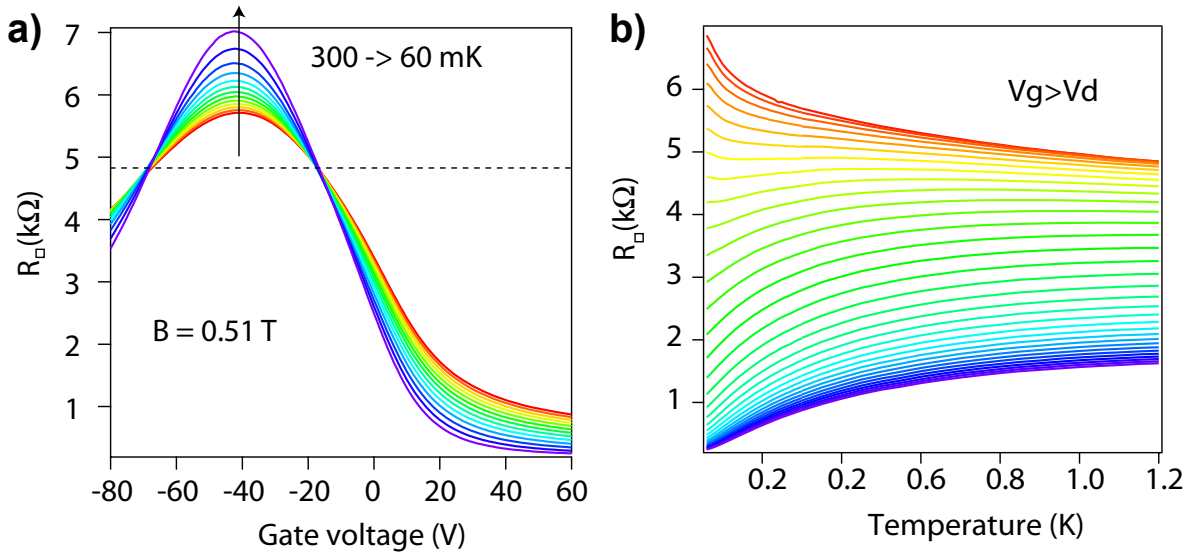 a)
7
6
5
4
3
2
1
R□(kΩ)
300 -> 60 mK
B = 0.51 T
-80 -60 -40 -20 0 20 40 60
Gate voltage (V)
b)
6
5
4
3
2
1
R□(kΩ)
Vg>Vd
0.2 0.2 0.6 0.8 1.0 1.2
Temperature (K)